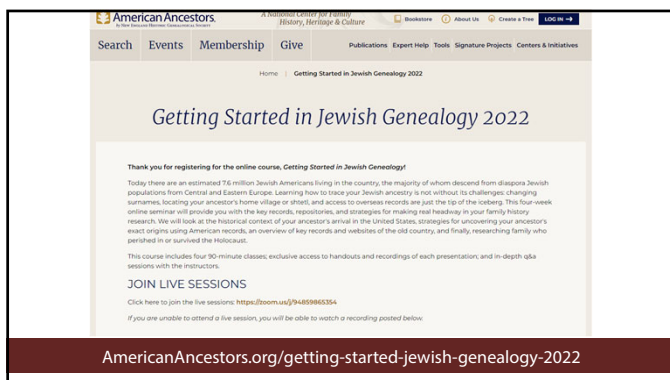 American Ancestors.
BY NEW ENGLAND HISTORIC GENEALOGICAL SOCIETY
A National Center for Family
History, Heritage & Culture
Bookstore About Us Create a Tree LOG IN →
Search Events Membership Give Publications Expert Help Tools Signature Projects Centers & Initiatives
Home | Getting Started in Jewish Genealogy 2022
Getting Started in Jewish Genealogy 2022
Thank you for registering for the online course, Getting Started in Jewish Genealogy!
Today there are an estimated 7.6 million Jewish Americans living in the country, the majority of whom descend from diaspora Jewish
populations from Central and Eastern Europe. Learning how to trace your Jewish ancestry is not without its challenges: changing
surnames, locating your ancestor's home village or shtetl, and access to overseas records are just the tip of the iceberg. This four-week
online seminar will provide you with the key records, repositories, and strategies for making real headway in your family history
research. We will look at the historical context of your ancestor's arrival in the United States, strategies for uncovering your ancestor's
exact origins using American records, an overview of key records and websites of the old country, and finally, researching family who
perished in or survived the Holocaust.
This course includes four 90-minute classes; exclusive access to handouts and recordings of each presentation; and in-depth q&a
sessions with the instructors.
JOIN LIVE SESSIONS
Click here to join the live sessions: https://zoom.us/j/94859865354
If you are unable to attend a live session, you will be able to watch a recording posted below.
AmericanAncestors.org/getting-started-jewish-genealogy-2022